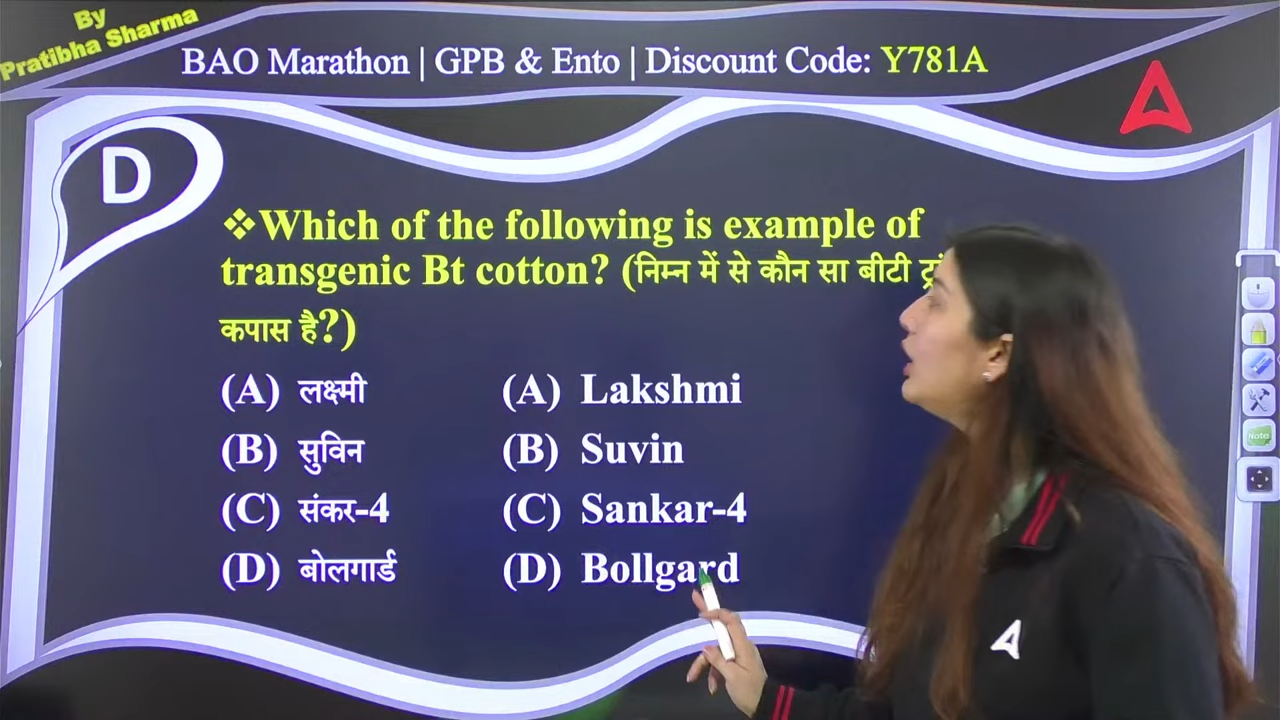 By
Pratibha Sharma
BAO Marathon | GPB & Ento | Discount Code: Y781A
D
❖Which of the following is example of
transgenic Bt cotton? (निम्न में से कौन सा बीटी
कपास है?)
(A) लक्ष्मी (A) Lakshmi
(B) सुविन (B) Suvin
(C) संकर-4 (C) Sankar-4
(D) बोलगार्ड (D) Bollgard
Note